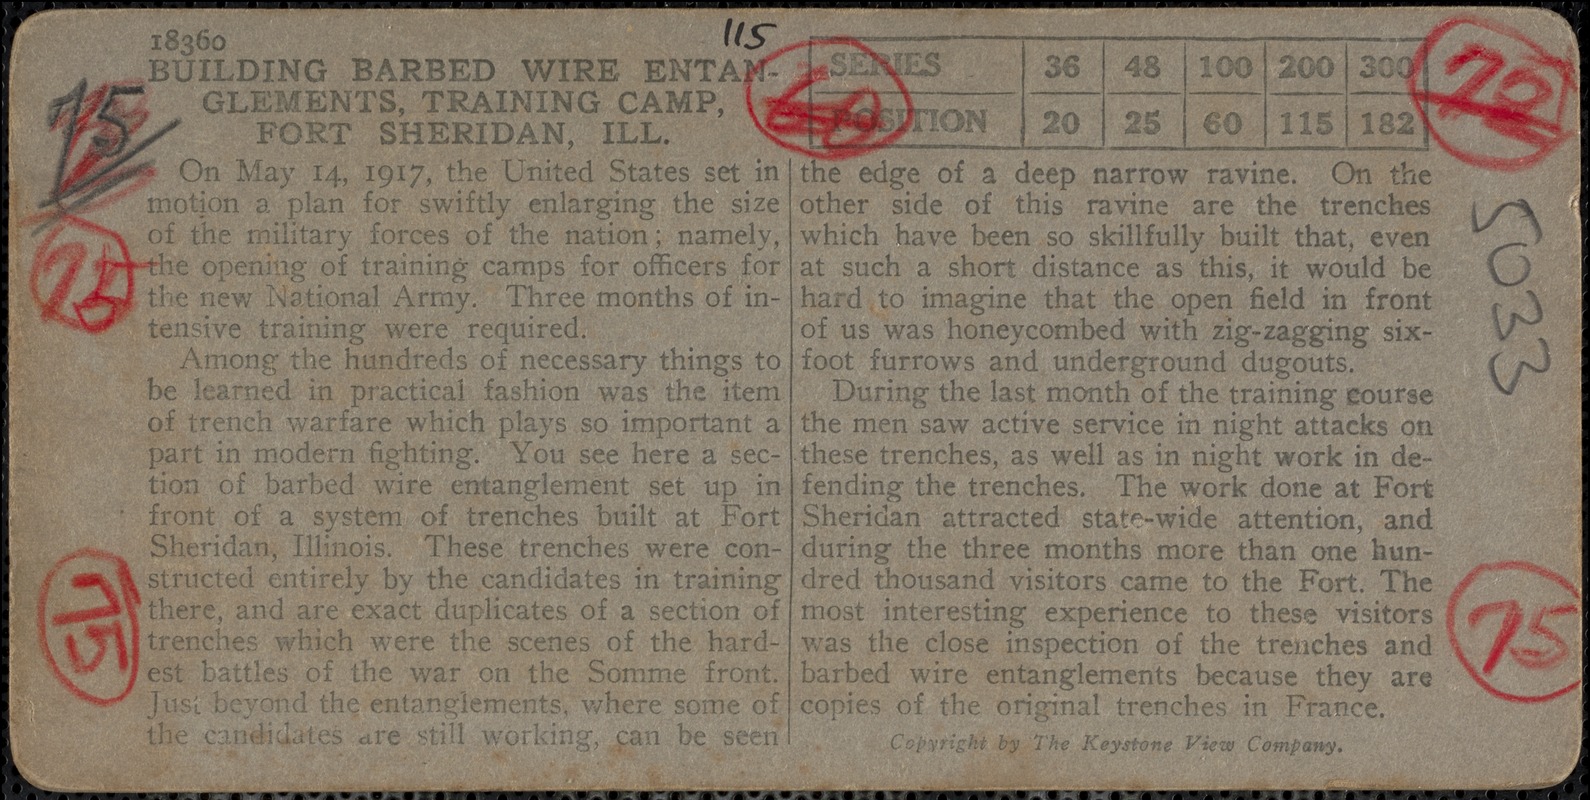 18360
115
BUILDING BARBED WIRE ENTAN-
GLEMENTS, TRAINING CAMP,
FORT SHERIDAN, ILL.
SERIES 36 48 100 200 300
POSITION 20 25 60 115 182
75
60
70
25
75
75
5033
On May 14, 1917, the United States set in
motion a plan for swiftly enlarging the size
of the military forces of the nation; namely,
the opening of training camps for officers for
the new National Army. Three months of in-
tensive training were required.
Among the hundreds of necessary things to
be learned in practical fashion was the item
of trench warfare which plays so important a
part in modern fighting. You see here a sec-
tion of barbed wire entanglement set up in
front of a system of trenches built at Fort
Sheridan, Illinois. These trenches were con-
structed entirely by the candidates in training
there, and are exact duplicates of a section of
trenches which were the scenes of the hard-
est battles of the war on the Somme front.
Just beyond the entanglements, where some of
the candidates are still working, can be seen
the edge of a deep narrow ravine. On the
other side of this ravine are the trenches
which have been so skillfully built that, even
at such a short distance as this, it would be
hard to imagine that the open field in front
of us was honeycombed with zig-zagging six-
foot furrows and underground dugouts.
During the last month of the training course
the men saw active service in night attacks on
these trenches, as well as in night work in de-
fending the trenches. The work done at Fort
Sheridan attracted state-wide attention, and
during the three months more than one hun-
dred thousand visitors came to the Fort. The
most interesting experience to these visitors
was the close inspection of the trenches and
barbed wire entanglements because they are
copies of the original trenches in France.
Copyright by The Keystone View Company.